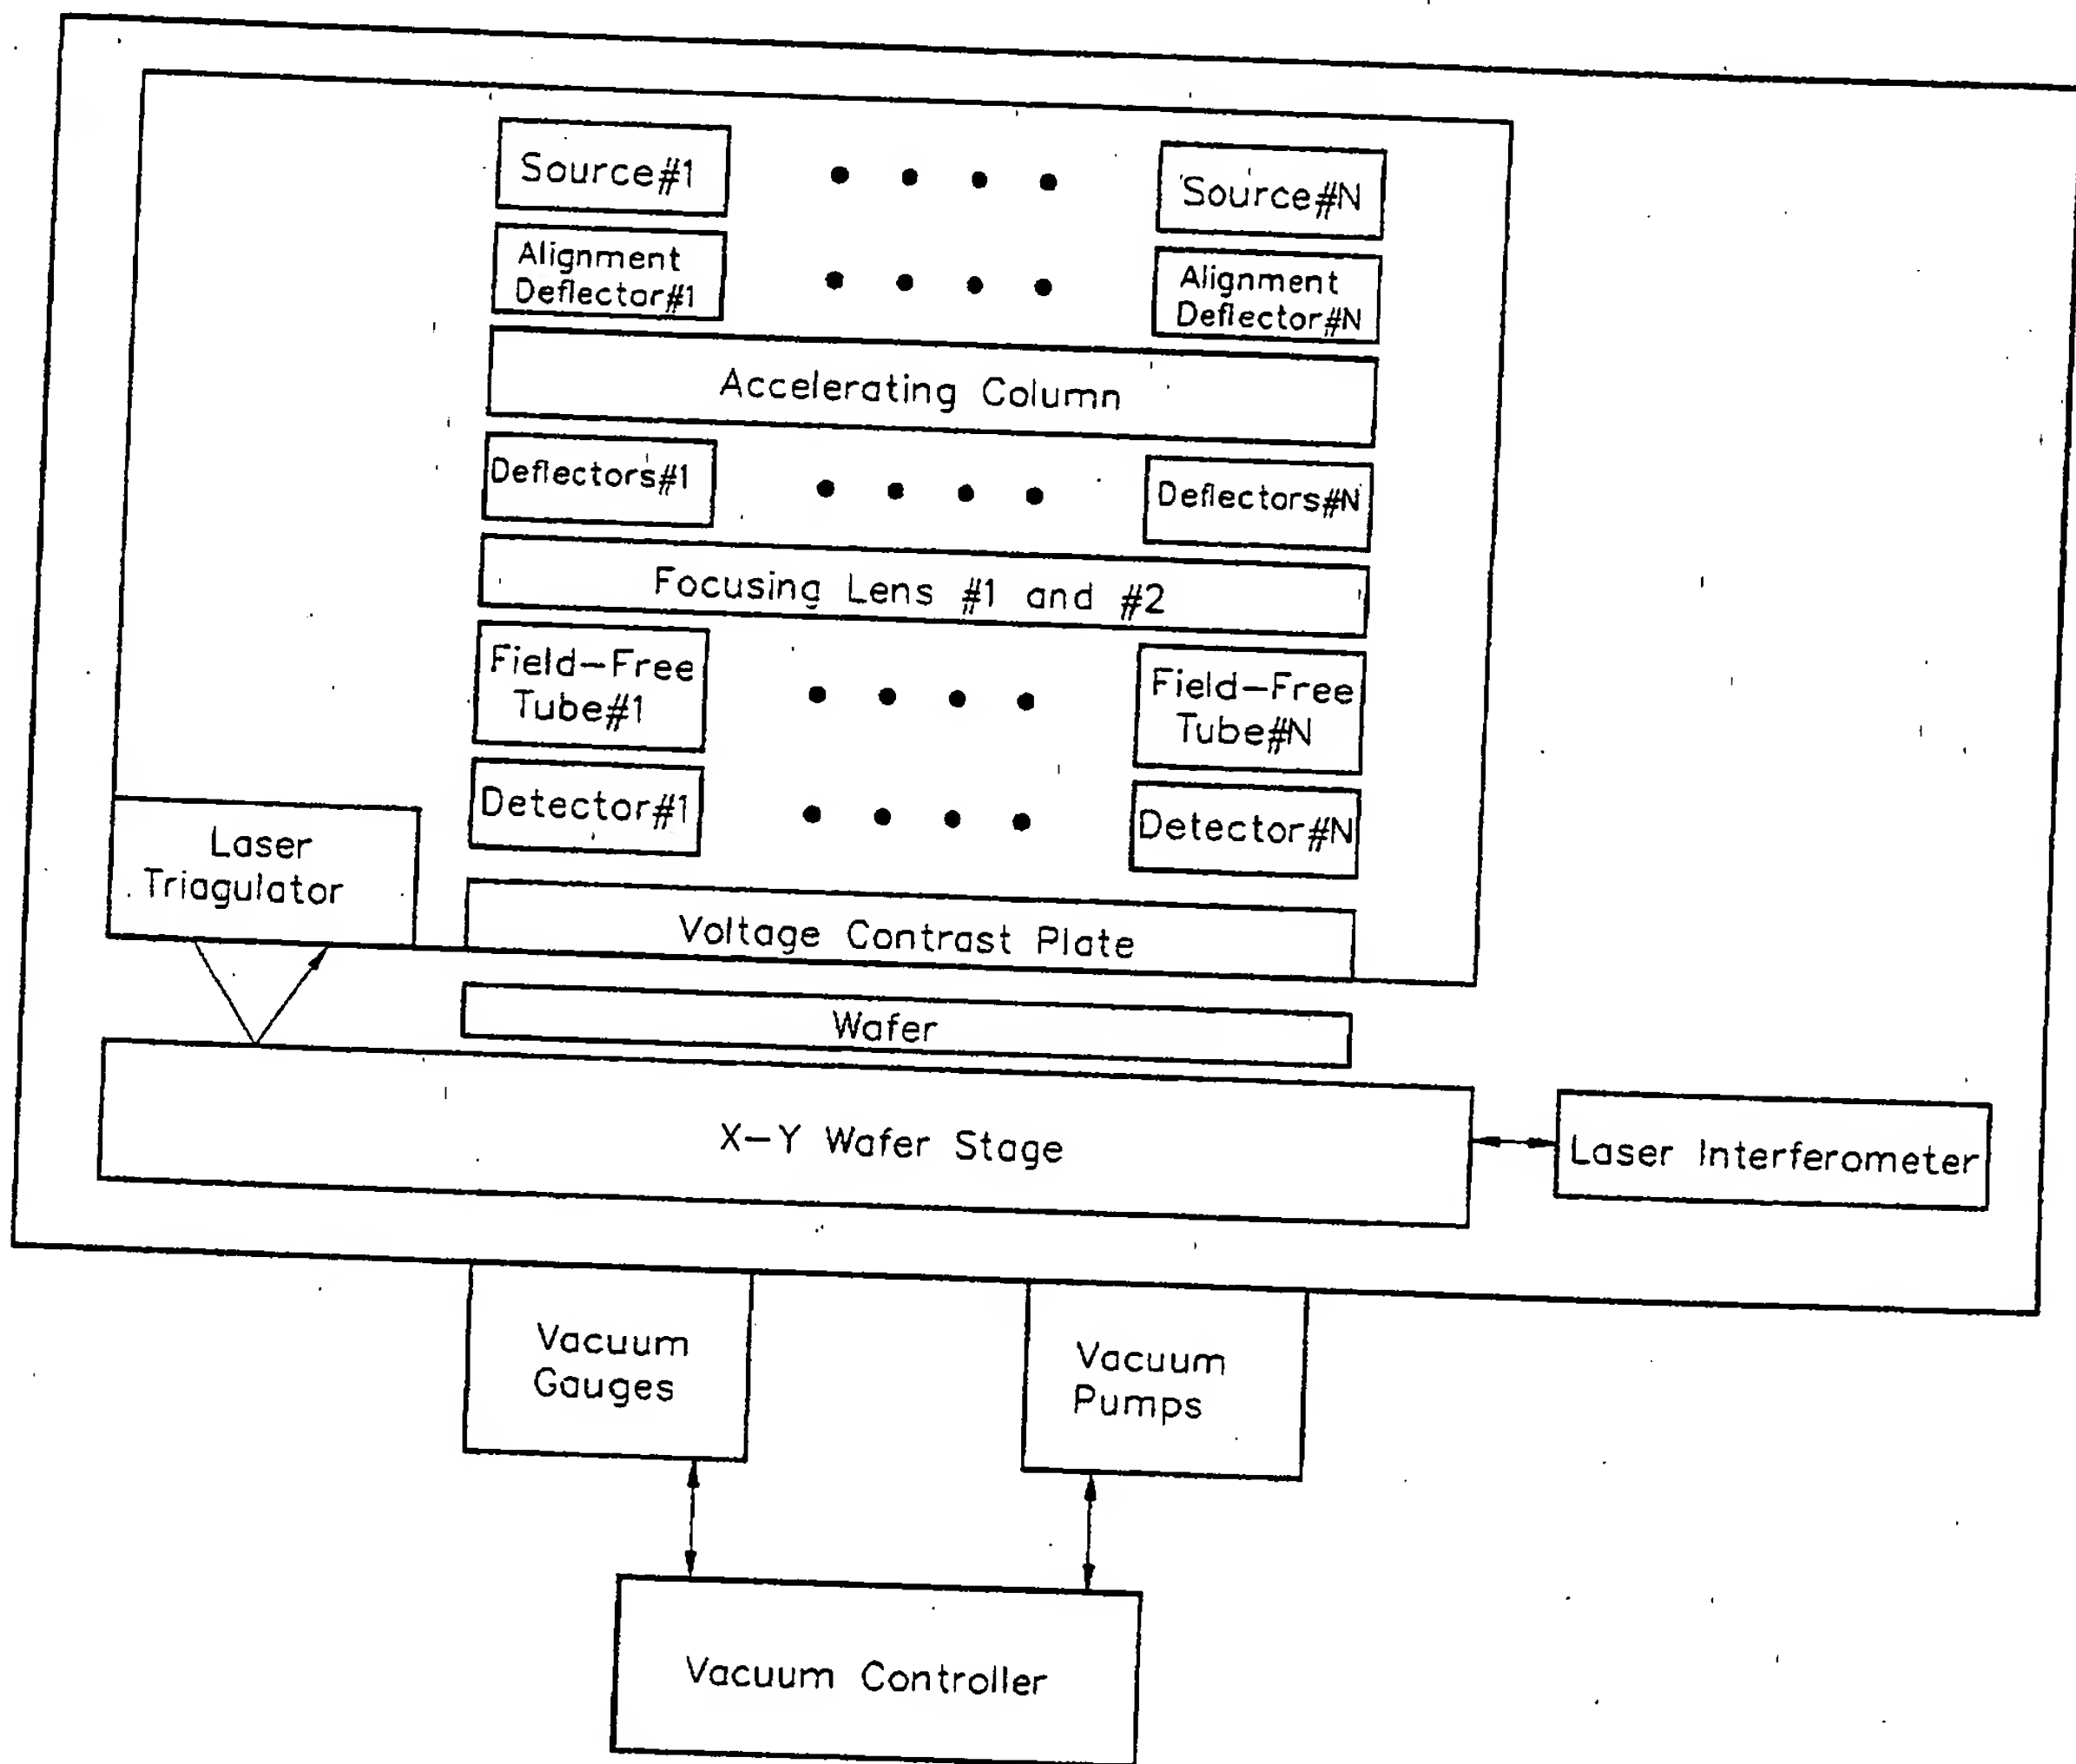 Source#1
Source#N
Alignment
Deflector#1
Alignment
Deflector#N
Accelerating Column
Deflectors#1
Deflectors#N
Focusing Lens #1 and #2
Field-Free
Tube#1
Field-Free
Tube#N
Detector#1
Detector#N
Laser
Triagulator
Voltage Contrast Plate
Wafer
X-Y Wafer Stage
Laser Interferometer
Vacuum
Gauges
Vacuum
Pumps
Vacuum Controller